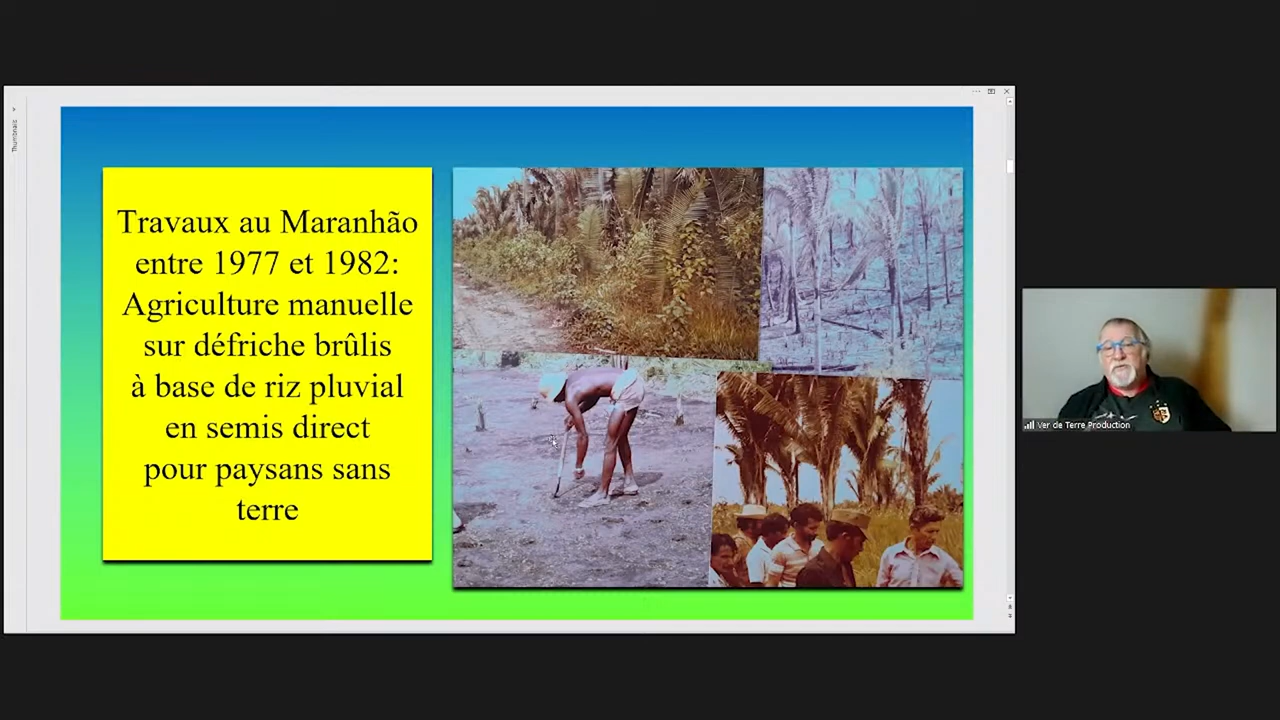 Thumbnails
Travaux au Maranhão
entre 1977 et 1982:
Agriculture manuelle
sur défriche brûlis
à base de riz pluvial
en semis direct
pour paysans sans
terre
Ver de Terre Production